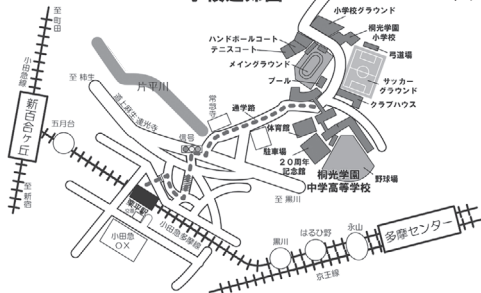 至町田
小田急線
新百合ヶ丘
至新宿
五月台
至 柿生
片平川
常念寺
通学路
信号
栗平駅
小田急
OX
小田急多摩線
至 黒川
小学校グラウンド
ハンドボールコート
テニスコート
メイングラウンド
プール
桐光学園
小学校
弓道場
サッカー
グラウンド
クラブハウス
体育館
駐車場
20周年
記念館
桐光学園
中学高等学校
野球場
黒川
はるひ野
永山
京王線
多摩センター